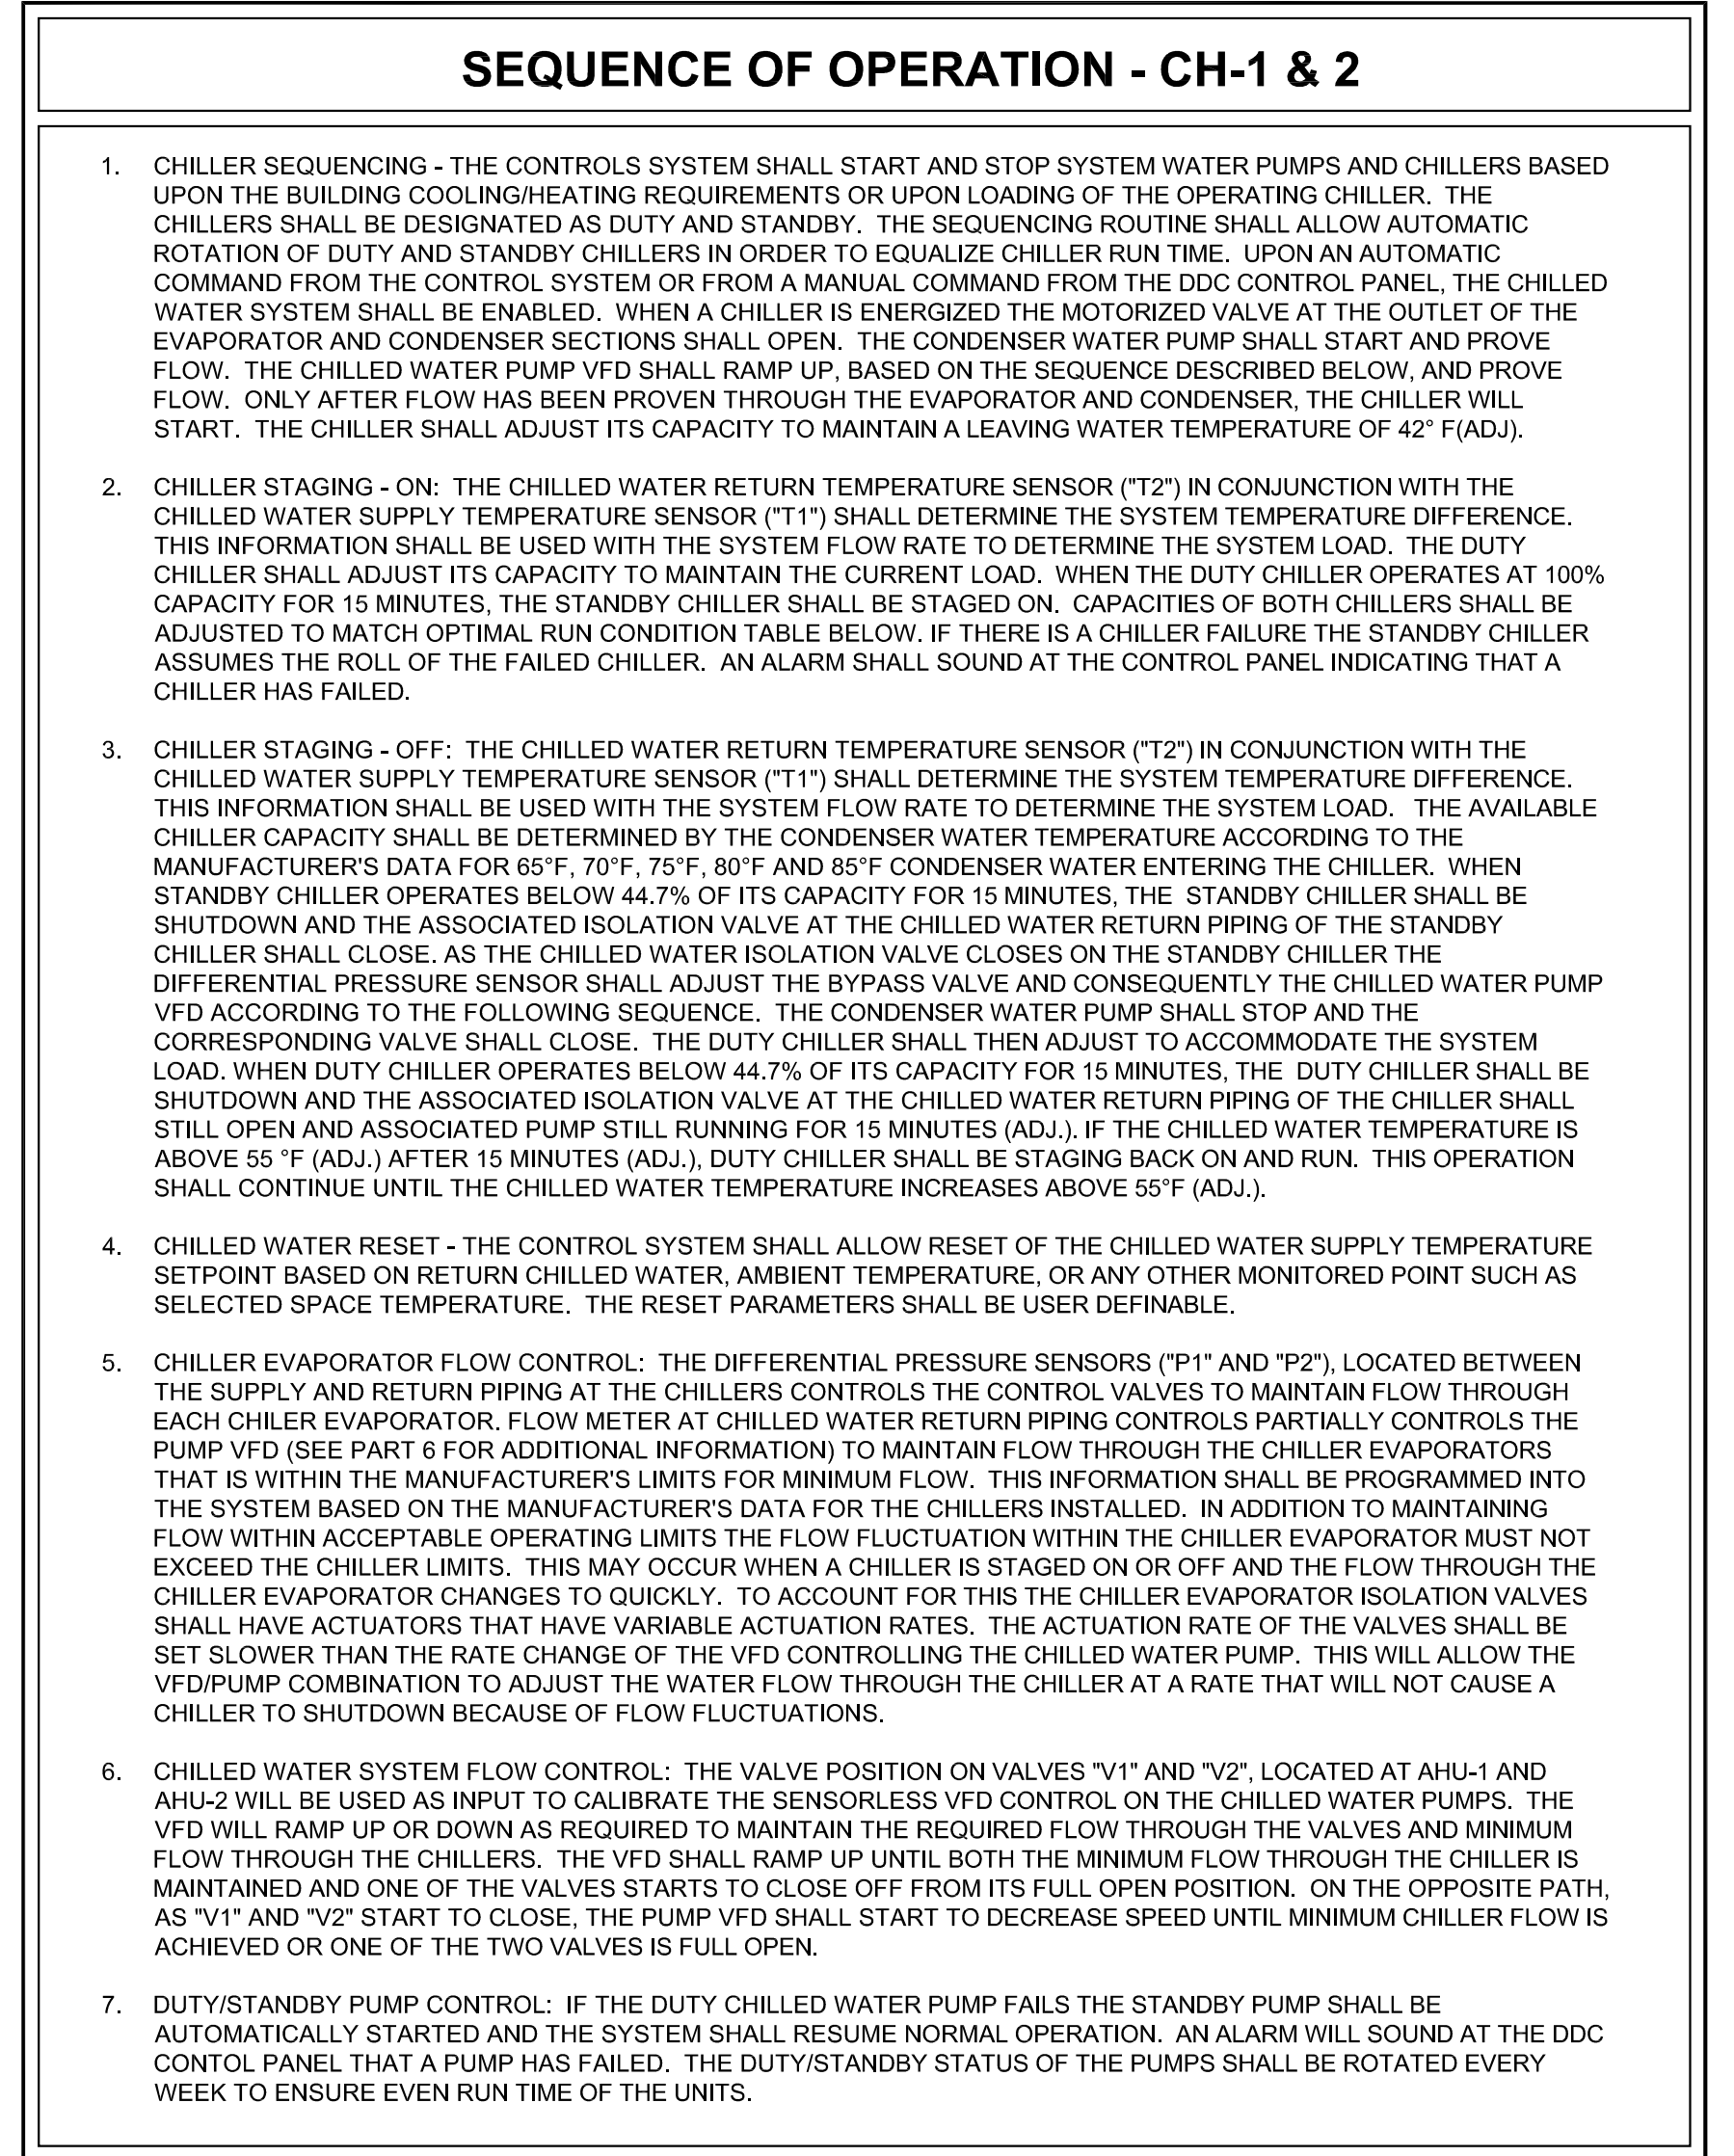 SEQUENCE OF OPERATION - CH-1 & 2
1. CHILLER SEQUENCING - THE CONTROLS SYSTEM SHALL START AND STOP SYSTEM WATER PUMPS AND CHILLERS BASED
UPON THE BUILDING COOLING/HEATING REQUIREMENTS OR UPON LOADING OF THE OPERATING CHILLER. THE
CHILLERS SHALL BE DESIGNATED AS DUTY AND STANDBY. THE SEQUENCING ROUTINE SHALL ALLOW AUTOMATIC
ROTATION OF DUTY AND STANDBY CHILLERS IN ORDER TO EQUALIZE CHILLER RUN TIME. UPON AN AUTOMATIC
COMMAND FROM THE CONTROL SYSTEM OR FROM A MANUAL COMMAND FROM THE DDC CONTROL PANEL, THE CHILLED
WATER SYSTEM SHALL BE ENABLED. WHEN A CHILLER IS ENERGIZED THE MOTORIZED VALVE AT THE OUTLET OF THE
EVAPORATOR AND CONDENSER SECTIONS SHALL OPEN. THE CONDENSER WATER PUMP SHALL START AND PROVE
FLOW. THE CHILLED WATER PUMP VFD SHALL RAMP UP, BASED ON THE SEQUENCE DESCRIBED BELOW, AND PROVE
FLOW. ONLY AFTER FLOW HAS BEEN PROVEN THROUGH THE EVAPORATOR AND CONDENSER, THE CHILLER WILL
START. THE CHILLER SHALL ADJUST ITS CAPACITY TO MAINTAIN A LEAVING WATER TEMPERATURE OF 42° F(ADJ).
2. CHILLER STAGING - ON: THE CHILLED WATER RETURN TEMPERATURE SENSOR ("T2") IN CONJUNCTION WITH THE
CHILLED WATER SUPPLY TEMPERATURE SENSOR ("T1") SHALL DETERMINE THE SYSTEM TEMPERATURE DIFFERENCE.
THIS INFORMATION SHALL BE USED WITH THE SYSTEM FLOW RATE TO DETERMINE THE SYSTEM LOAD. THE DUTY
CHILLER SHALL ADJUST ITS CAPACITY TO MAINTAIN THE CURRENT LOAD. WHEN THE DUTY CHILLER OPERATES AT 100%
CAPACITY FOR 15 MINUTES, THE STANDBY CHILLER SHALL BE STAGED ON. CAPACITIES OF BOTH CHILLERS SHALL BE
ADJUSTED TO MATCH OPTIMAL RUN CONDITION TABLE BELOW. IF THERE IS A CHILLER FAILURE THE STANDBY CHILLER
ASSUMES THE ROLL OF THE FAILED CHILLER. AN ALARM SHALL SOUND AT THE CONTROL PANEL INDICATING THAT A
CHILLER HAS FAILED.
3. CHILLER STAGING - OFF: THE CHILLED WATER RETURN TEMPERATURE SENSOR ("T2") IN CONJUNCTION WITH THE
CHILLED WATER SUPPLY TEMPERATURE SENSOR ("T1") SHALL DETERMINE THE SYSTEM TEMPERATURE DIFFERENCE.
THIS INFORMATION SHALL BE USED WITH THE SYSTEM FLOW RATE TO DETERMINE THE SYSTEM LOAD. THE AVAILABLE
CHILLER CAPACITY SHALL BE DETERMINED BY THE CONDENSER WATER TEMPERATURE ACCORDING TO THE
MANUFACTURER'S DATA FOR 65°F, 70°F, 75°F, 80°F AND 85°F CONDENSER WATER ENTERING THE CHILLER. WHEN
STANDBY CHILLER OPERATES BELOW 44.7% OF ITS CAPACITY FOR 15 MINUTES, THE STANDBY CHILLER SHALL BE
SHUTDOWN AND THE ASSOCIATED ISOLATION VALVE AT THE CHILLED WATER RETURN PIPING OF THE STANDBY
CHILLER SHALL CLOSE. AS THE CHILLED WATER ISOLATION VALVE CLOSES ON THE STANDBY CHILLER THE
DIFFERENTIAL PRESSURE SENSOR SHALL ADJUST THE BYPASS VALVE AND CONSEQUENTLY THE CHILLED WATER PUMP
VFD ACCORDING TO THE FOLLOWING SEQUENCE. THE CONDENSER WATER PUMP SHALL STOP AND THE
CORRESPONDING VALVE SHALL CLOSE. THE DUTY CHILLER SHALL THEN ADJUST TO ACCOMMODATE THE SYSTEM
LOAD. WHEN DUTY CHILLER OPERATES BELOW 44.7% OF ITS CAPACITY FOR 15 MINUTES, THE DUTY CHILLER SHALL BE
SHUTDOWN AND THE ASSOCIATED ISOLATION VALVE AT THE CHILLED WATER RETURN PIPING OF THE CHILLER SHALL
STILL OPEN AND ASSOCIATED PUMP STILL RUNNING FOR 15 MINUTES (ADJ.). IF THE CHILLED WATER TEMPERATURE IS
ABOVE 55 °F (ADJ.) AFTER 15 MINUTES (ADJ.), DUTY CHILLER SHALL BE STAGING BACK ON AND RUN. THIS OPERATION
SHALL CONTINUE UNTIL THE CHILLED WATER TEMPERATURE INCREASES ABOVE 55°F (ADJ.).
4. CHILLED WATER RESET - THE CONTROL SYSTEM SHALL ALLOW RESET OF THE CHILLED WATER SUPPLY TEMPERATURE
SETPOINT BASED ON RETURN CHILLED WATER, AMBIENT TEMPERATURE, OR ANY OTHER MONITORED POINT SUCH AS
SELECTED SPACE TEMPERATURE. THE RESET PARAMETERS SHALL BE USER DEFINABLE.
5. CHILLER EVAPORATOR FLOW CONTROL: THE DIFFERENTIAL PRESSURE SENSORS ("P1" AND "P2"), LOCATED BETWEEN
THE SUPPLY AND RETURN PIPING AT THE CHILLERS CONTROLS THE CONTROL VALVES TO MAINTAIN FLOW THROUGH
EACH CHILER EVAPORATOR. FLOW METER AT CHILLED WATER RETURN PIPING CONTROLS PARTIALLY CONTROLS THE
PUMP VFD (SEE PART 6 FOR ADDITIONAL INFORMATION) TO MAINTAIN FLOW THROUGH THE CHILLER EVAPORATORS
THAT IS WITHIN THE MANUFACTURER'S LIMITS FOR MINIMUM FLOW. THIS INFORMATION SHALL BE PROGRAMMED INTO
THE SYSTEM BASED ON THE MANUFACTURER'S DATA FOR THE CHILLERS INSTALLED. IN ADDITION TO MAINTAINING
FLOW WITHIN ACCEPTABLE OPERATING LIMITS THE FLOW FLUCTUATION WITHIN THE CHILLER EVAPORATOR MUST NOT
EXCEED THE CHILLER LIMITS. THIS MAY OCCUR WHEN A CHILLER IS STAGED ON OR OFF AND THE FLOW THROUGH THE
CHILLER EVAPORATOR CHANGES TO QUICKLY. TO ACCOUNT FOR THIS THE CHILLER EVAPORATOR ISOLATION VALVES
SHALL HAVE ACTUATORS THAT HAVE VARIABLE ACTUATION RATES. THE ACTUATION RATE OF THE VALVES SHALL BE
SET SLOWER THAN THE RATE CHANGE OF THE VFD CONTROLLING THE CHILLED WATER PUMP. THIS WILL ALLOW THE
VFD/PUMP COMBINATION TO ADJUST THE WATER FLOW THROUGH THE CHILLER AT A RATE THAT WILL NOT CAUSE A
CHILLER TO SHUTDOWN BECAUSE OF FLOW FLUCTUATIONS.
6. CHILLED WATER SYSTEM FLOW CONTROL: THE VALVE POSITION ON VALVES "V1" AND "V2", LOCATED AT AHU-1 AND
AHU-2 WILL BE USED AS INPUT TO CALIBRATE THE SENSORLESS VFD CONTROL ON THE CHILLED WATER PUMPS. THE
VFD WILL RAMP UP OR DOWN AS REQUIRED TO MAINTAIN THE REQUIRED FLOW THROUGH THE VALVES AND MINIMUM
FLOW THROUGH THE CHILLERS. THE VFD SHALL RAMP UP UNTIL BOTH THE MINIMUM FLOW THROUGH THE CHILLER IS
MAINTAINED AND ONE OF THE VALVES STARTS TO CLOSE OFF FROM ITS FULL OPEN POSITION. ON THE OPPOSITE PATH,
AS "V1" AND "V2" START TO CLOSE, THE PUMP VFD SHALL START TO DECREASE SPEED UNTIL MINIMUM CHILLER FLOW IS
ACHIEVED OR ONE OF THE TWO VALVES IS FULL OPEN.
7. DUTY/STANDBY PUMP CONTROL: IF THE DUTY CHILLED WATER PUMP FAILS THE STANDBY PUMP SHALL BE
AUTOMATICALLY STARTED AND THE SYSTEM SHALL RESUME NORMAL OPERATION. AN ALARM WILL SOUND AT THE DDC
CONTOL PANEL THAT A PUMP HAS FAILED. THE DUTY/STANDBY STATUS OF THE PUMPS SHALL BE ROTATED EVERY
WEEK TO ENSURE EVEN RUN TIME OF THE UNITS.